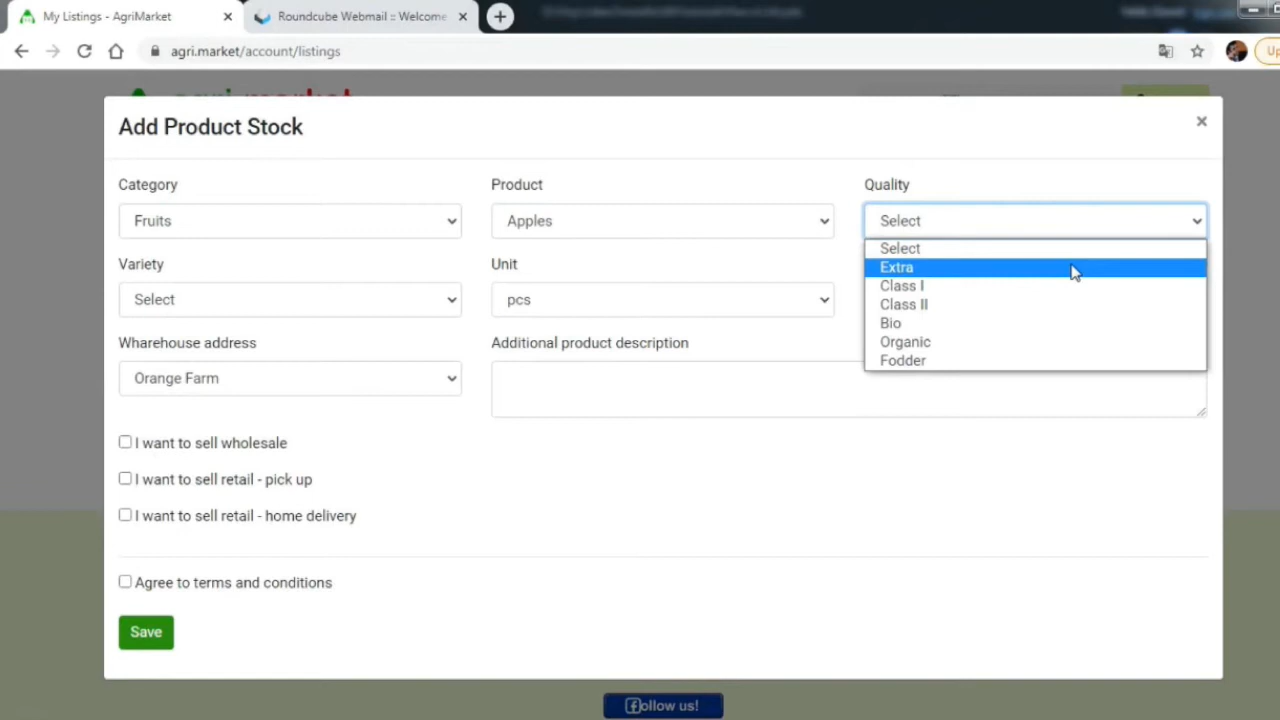 My Listings - AgriMarket
Roundcube Webmail :: Welcome
agri.market/account/listings
Up
Add Product Stock
×
Category
Product
Quality
Fruits
Apples
Select
Select
Extra
Class I
Class II
Bio
Organic
Fodder
Variety
Unit
Select
pcs
Wharehouse address
Additional product description
Orange Farm
I want to sell wholesale
I want to sell retail - pick up
I want to sell retail - home delivery
Agree to terms and conditions
Save
follow us!